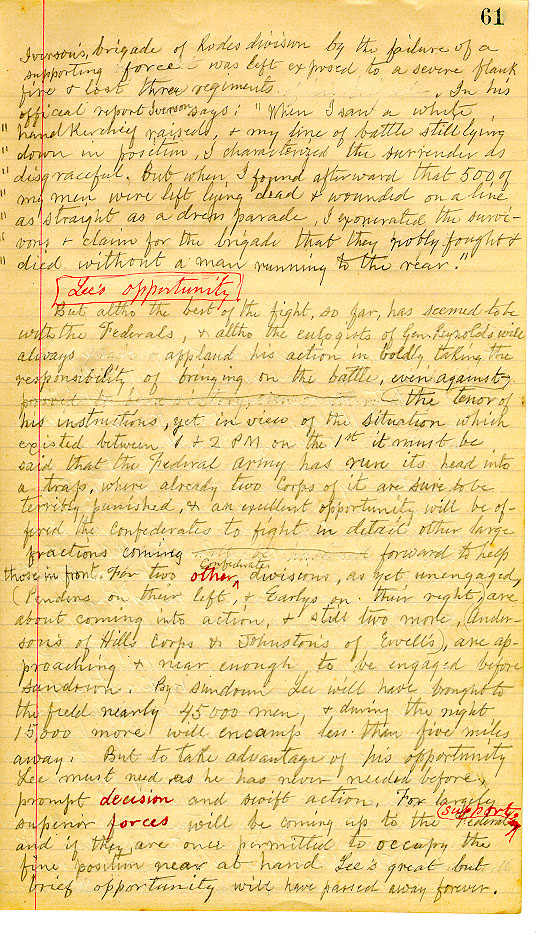 61
Iverson's, brigade of Rodes division by the failure of a
supporting force was left exposed to a severe flank
fire & lost three regiments. In his
official report Iverson says: "When I saw a white
" handkerchief raised, & my line of battle still lying
" down in position, I characterized the surrender as
" disgraceful. But when I found afterward that 500 of
" my men were left lying dead & wounded on a line
" as straight as a dress parade, I exonerated the survi-
" vors & claim for the brigade that they nobly fought &
" died without a man running to the rear."
Lee's opportunity
But altho the best of the fight, so far, has seemed to be
with the Federals, & altho the eulogists of Gen Reynolds will
always applaud his action in boldly taking the
responsibility of bringing on the battle, even against
the tenor of
his instructions, yet in view of the situation which
existed between 1 & 2 PM on the 1st it must be
said that the Federal army has run its head into
a trap, where already two Corps of it are sure to be
terribly punished, & an excellent opportunity will be of-
fered the Confederates to fight in detail other large
fractions coming forward to help
those in front. For two other Confederate divisions, as yet unengaged,
(Penders on their left, & Earlys on their right) are
about coming into action, & still two more, (Ander-
son's of Hills Corps & Johnston's of Ewells), are ap-
proaching & near enough to be engaged before
sundown. By sundown Lee will have brought to
the field nearly 45000 men, & during the night
15,000 more will encamp less than five miles
away. But to take advantage of his opportunity
Lee must need as he has never needed before,
prompt decision and swift action. For largely
superior forces will be coming up to the Federal support,
and if they are once permitted to occupy the
fine position near at hand Lee's great but
brief opportunity will have passed away forever.